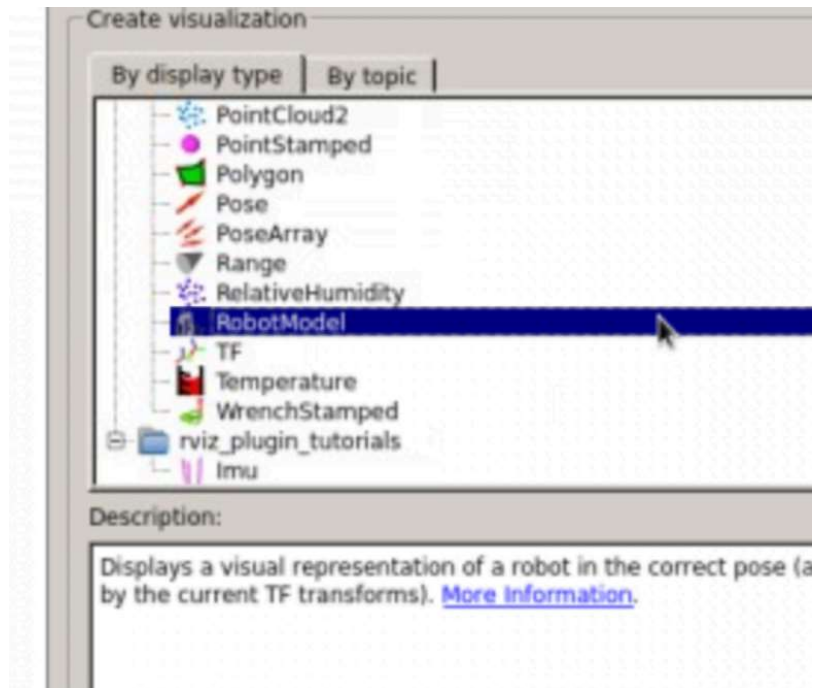 Create visualization
By display type By topic
PointCloud2
PointStamped
Polygon
Pose
PoseArray
Range
RelativeHumidity
RobotModel
TF
Temperature
WrenchStamped
rviz_plugin_tutorials
Imu
Description:
Displays a visual representation of a robot in the correct pose (a
by the current TF transforms). More Information.